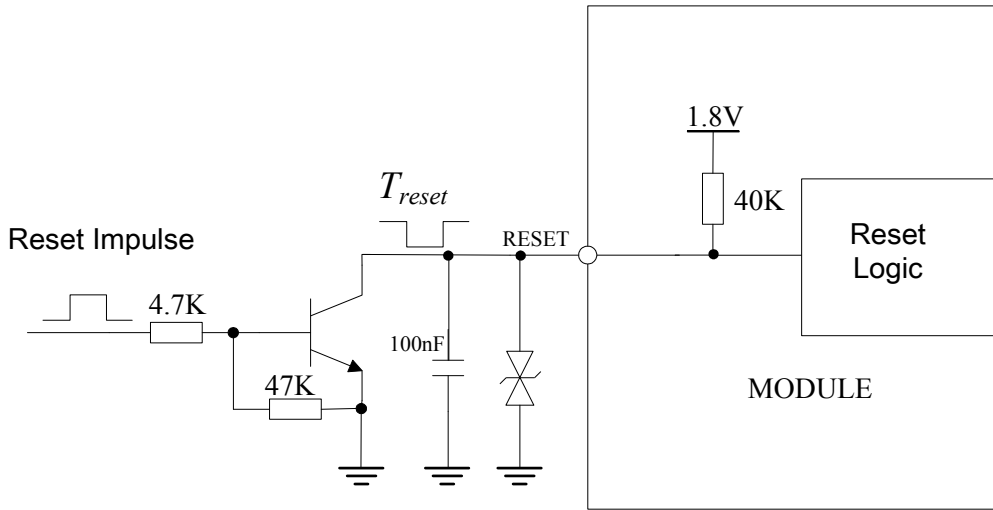 1.8V
T_reset
40K
RESET
Reset Impulse
Reset
Logic
4.7K
100nF
47K
MODULE